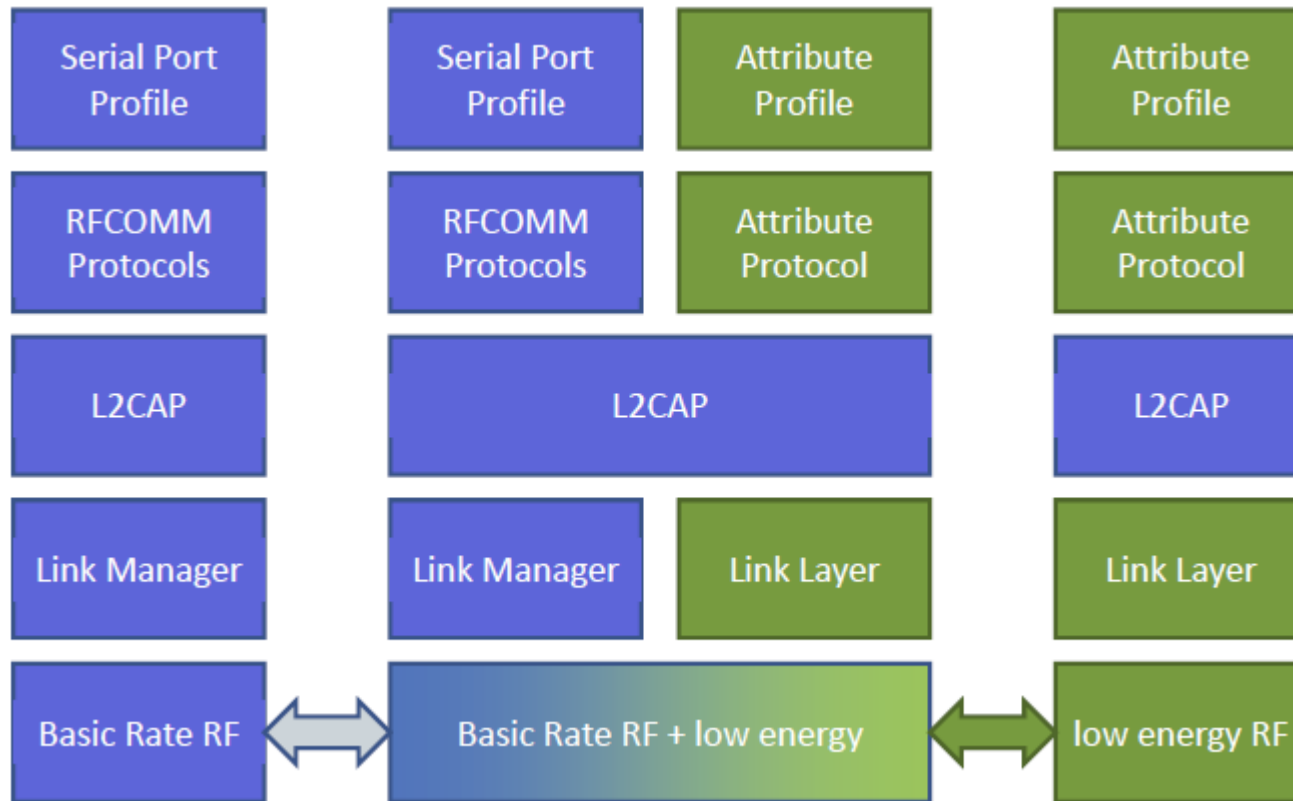 Serial Port
Profile
Serial Port
Profile
Attribute
Profile
Attribute
Profile
RFCOMM
Protocols
RFCOMM
Protocols
Attribute
Protocol
Attribute
Protocol
L2CAP
L2CAP
L2CAP
Link Manager
Link Manager
Link Layer
Link Layer
Basic Rate RF
Basic Rate RF + low energy
low energy RF